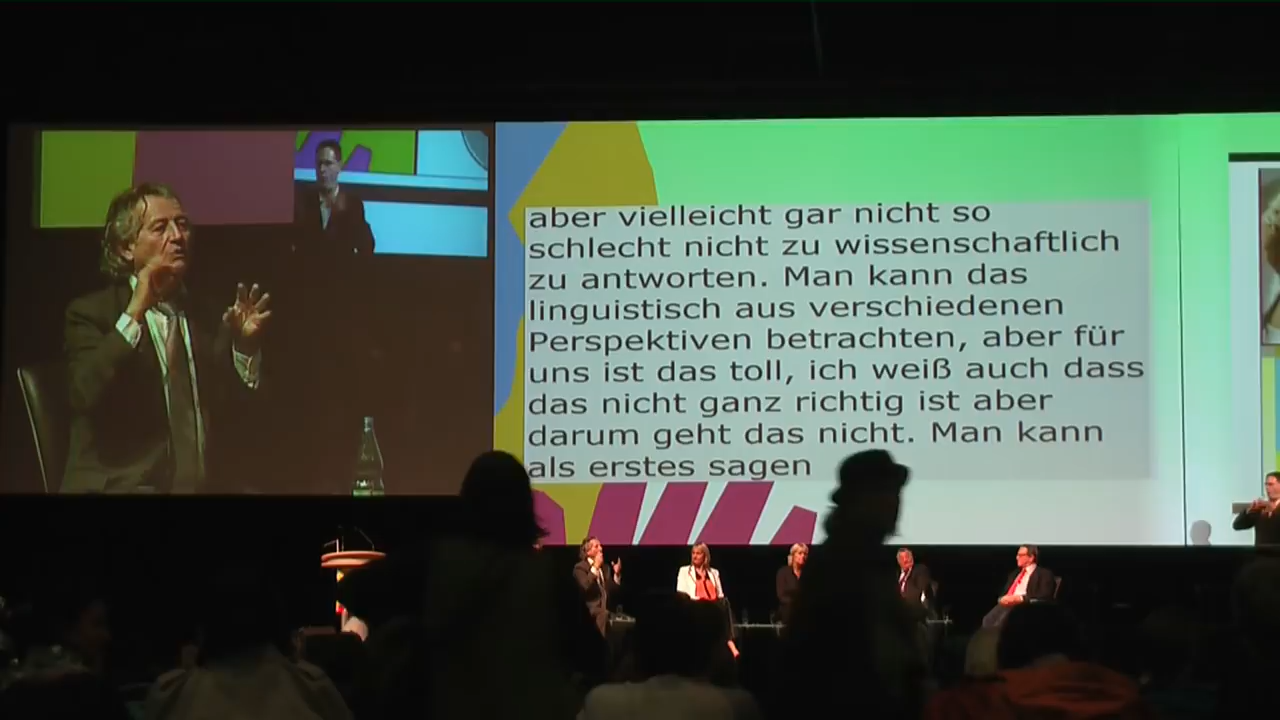 aber vielleicht gar nicht so
schlecht nicht zu wissenschaftlich
zu antworten. Man kann das
linguistisch aus verschiedenen
Perspektiven betrachten, aber für
uns ist das toll, ich weiß auch dass
das nicht ganz richtig ist aber
darum geht das nicht. Man kann
als erstes sagen